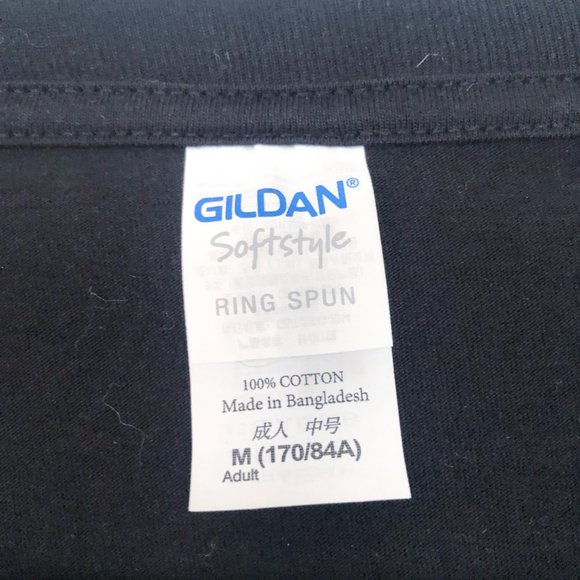 GILDAN®
Softstyle
RING SPUN
100% COTTON
Made in Bangladesh
成人 中号
M (170/84A)
Adult